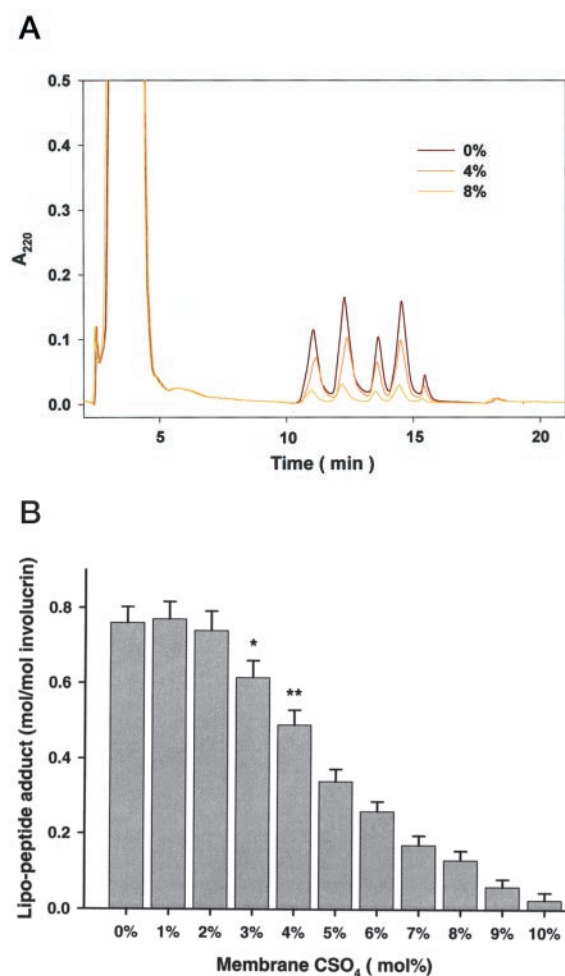 A
0.5
0.4
0.3
0.2
0.1
0.0
A220
0%
4%
8%
5
10
15
20
Time ( min )
B
Lipo-peptide adduct (mol/mol involucrin)
0.8
0.6
0.4
0.2
0.0
*
**
0% 1% 2% 3% 4% 5% 6% 7% 8% 9% 10%
Membrane CSO4 ( mol%)